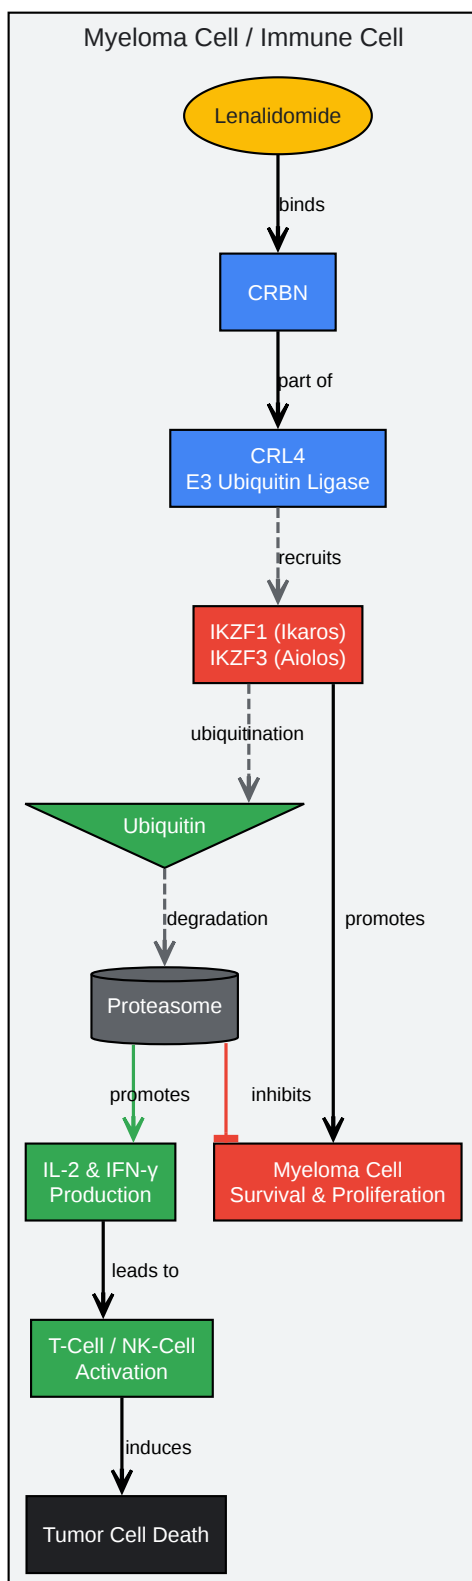 Myeloma Cell / Immune Cell
Lenalidomide
binds
CRBN
part of
CRL4
E3 Ubiquitin Ligase
recruits
IKZF1 (Ikaros)
IKZF3 (Aiolos)
ubiquitination
Ubiquitin
degradation
promotes
Proteasome
promotes
inhibits
IL-2 & IFN-γ
Production
Myeloma Cell
Survival & Proliferation
leads to
T-Cell / NK-Cell
Activation
induces
Tumor Cell Death